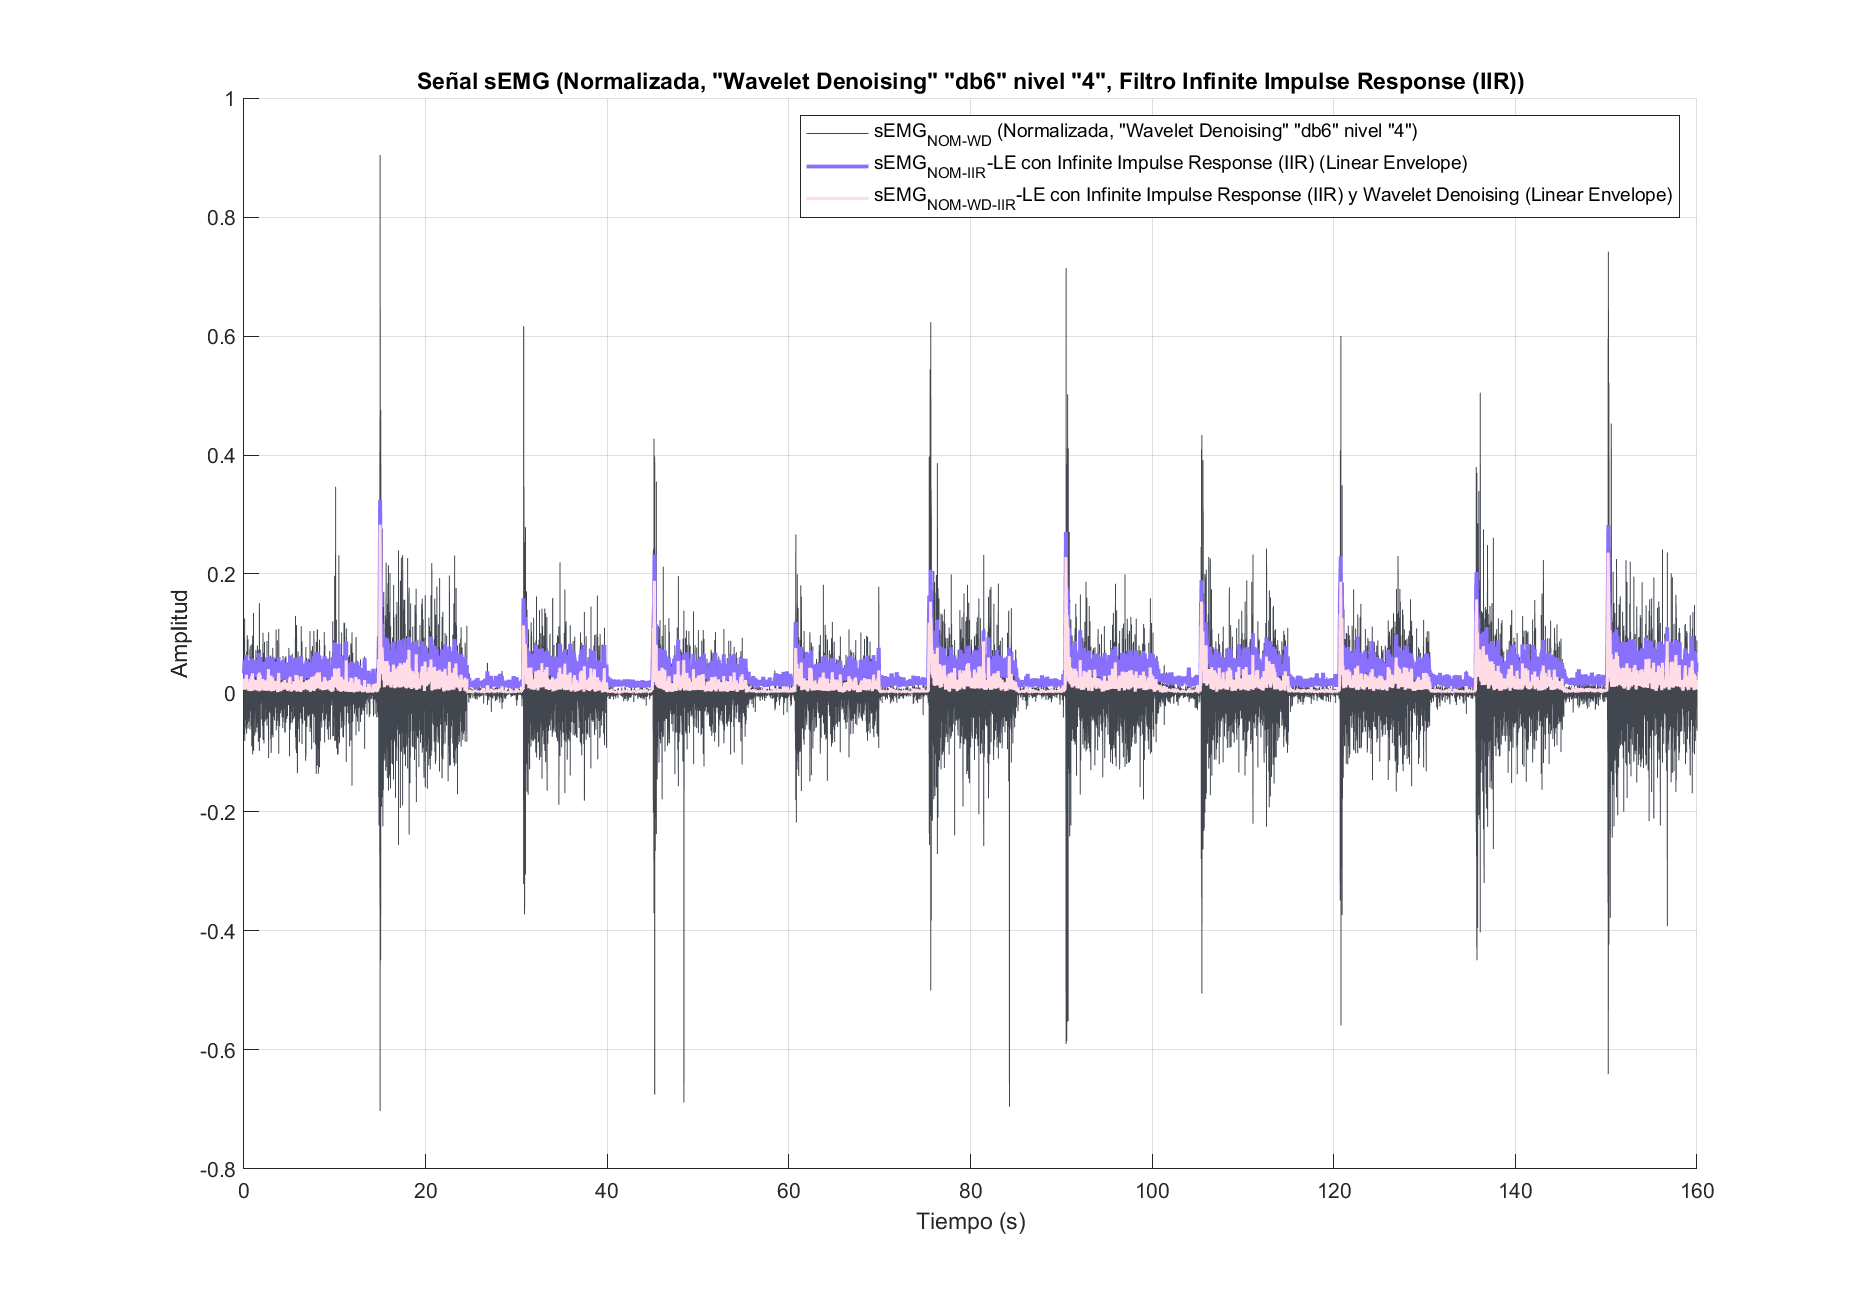 Señal sEMG (Normalizada, "Wavelet Denoising" "db6" nivel "4", Filtro Infinite Impulse Response (IIR))
sEMG_NOM-WD (Normalizada, "Wavelet Denoising" "db6" nivel "4")
sEMG_NOM-IIR-LE con Infinite Impulse Response (IIR) (Linear Envelope)
sEMG_NOM-WD-IIR-LE con Infinite Impulse Response (IIR) y Wavelet Denoising (Linear Envelope)
Amplitud
1
0.8
0.6
0.4
0.2
0
-0.2
-0.4
-0.6
-0.8
0 20 40 60 80 100 120 140 160
Tiempo (s)